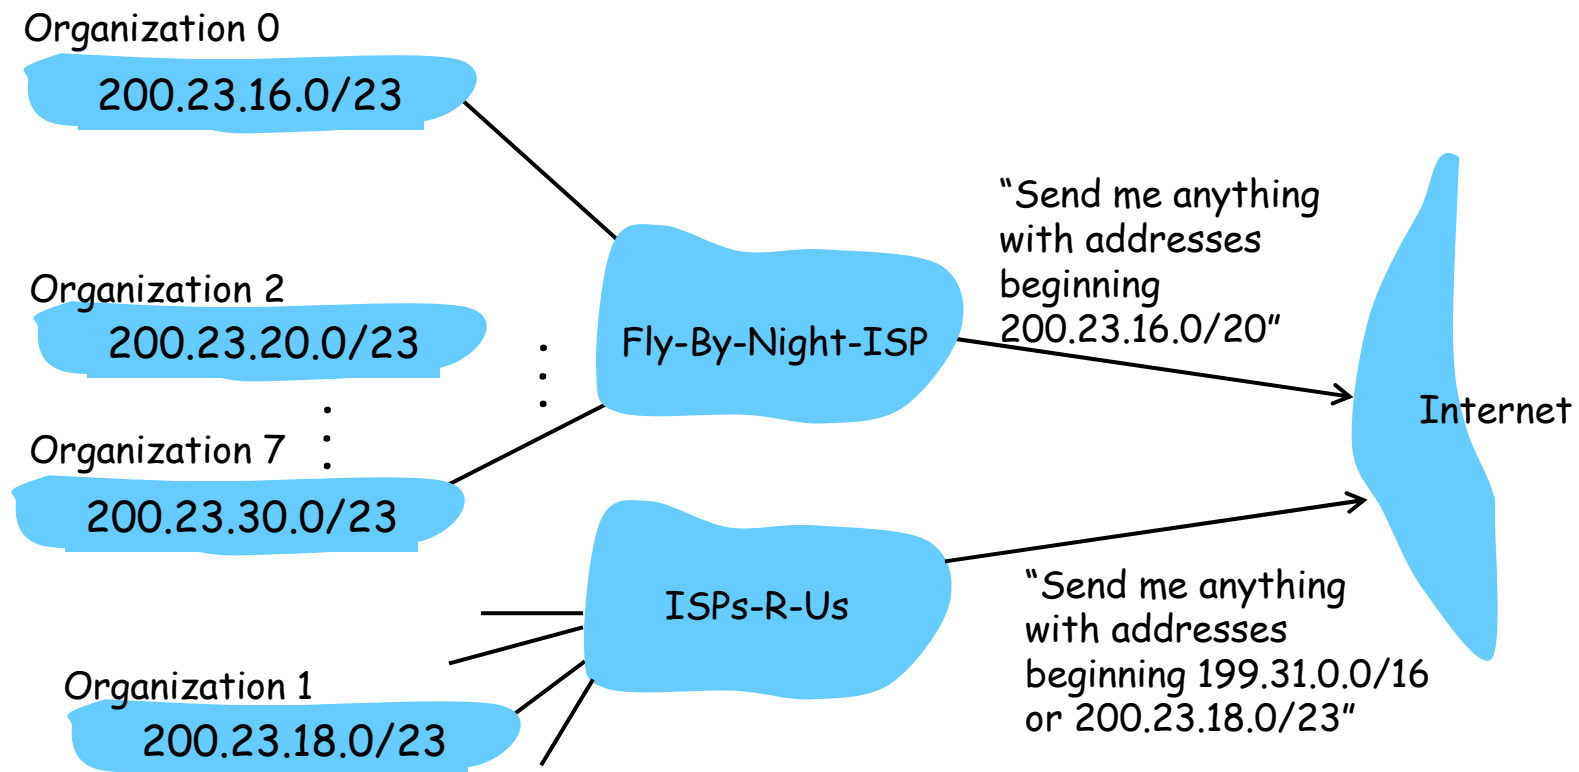 Organization 0
200.23.16.0/23
Organization 2
200.23.20.0/23
Organization 7
200.23.30.0/23
Fly-By-Night-ISP
“Send me anything
with addresses
beginning
200.23.16.0/20”
Internet
ISPs-R-Us
“Send me anything
with addresses
beginning 199.31.0.0/16
or 200.23.18.0/23”
Organization 1
200.23.18.0/23